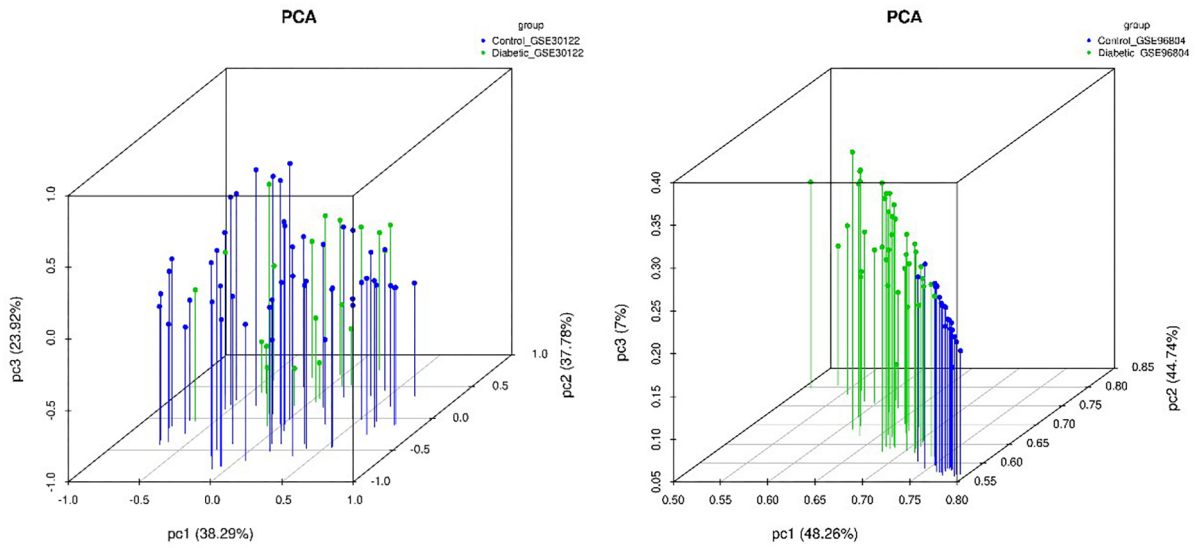 PCA
group
Control_GSE30122
Diabetic_GSE30122
1.0
0.5
0.0
-0.5
-1.0
pc3 (23.92%)
-1.0
-0.5
0.0
0.5
1.0
pc1 (38.29%)
-1.0
-0.5
0.0
0.5
1.0
pc2 (37.78%)
PCA
group
Control_GSE96804
Diabetic_GSE96804
0.40
0.35
0.30
0.25
0.20
0.15
0.10
0.05
pc3 (7%)
0.50
0.55
0.60
0.65
0.70
0.75
0.80
pc1 (48.26%)
0.55
0.60
0.65
0.70
0.75
0.80
0.85
pc2 (44.74%)